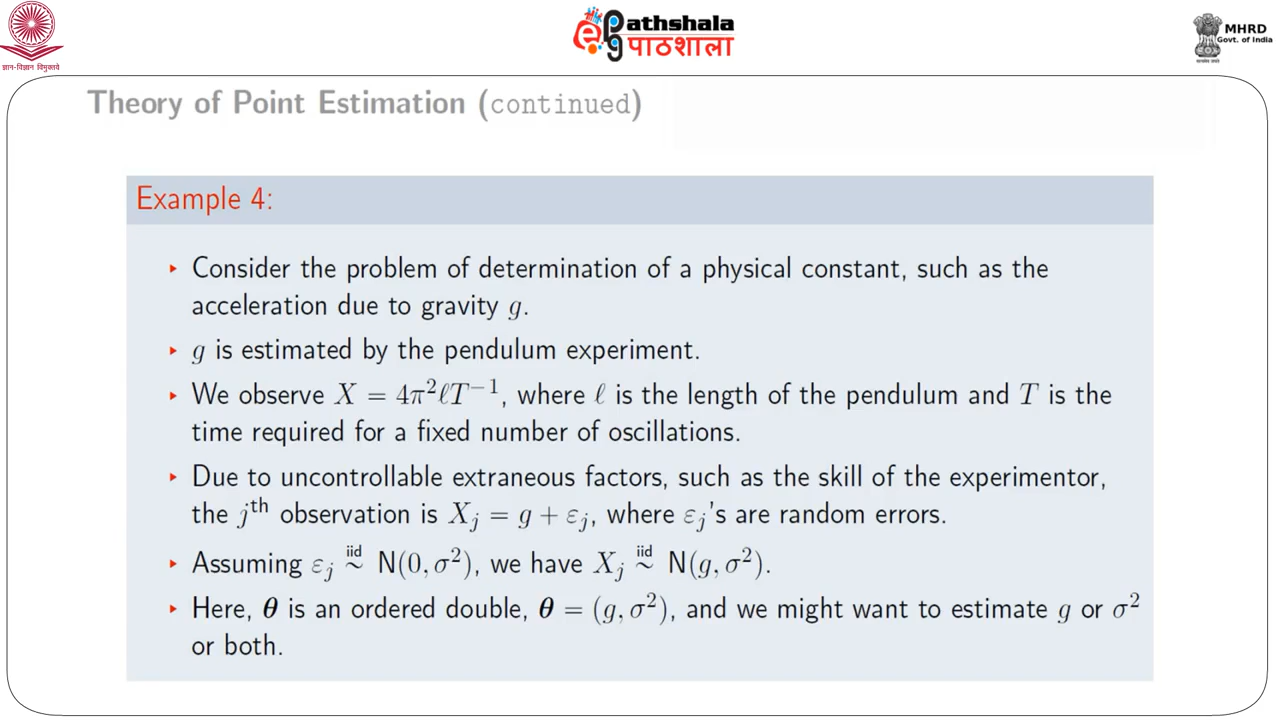 ज्ञान-विज्ञान विमुक्तये
ePathshala
पाठशाला
MHRD
Govt. of India
Theory of Point Estimation (continued)
Example 4:
‣ Consider the problem of determination of a physical constant, such as the
acceleration due to gravity g.
‣ g is estimated by the pendulum experiment.
‣ We observe X = 4π²ℓT⁻¹, where ℓ is the length of the pendulum and T is the
time required for a fixed number of oscillations.
‣ Due to uncontrollable extraneous factors, such as the skill of the experimentor,
the jᵗʰ observation is Xⱼ = g + εⱼ, where εⱼ's are random errors.
‣ Assuming εⱼ iid ∼ N(0, σ²), we have Xⱼ iid ∼ N(g, σ²).
‣ Here, θ is an ordered double, θ = (g, σ²), and we might want to estimate g or σ²
or both.